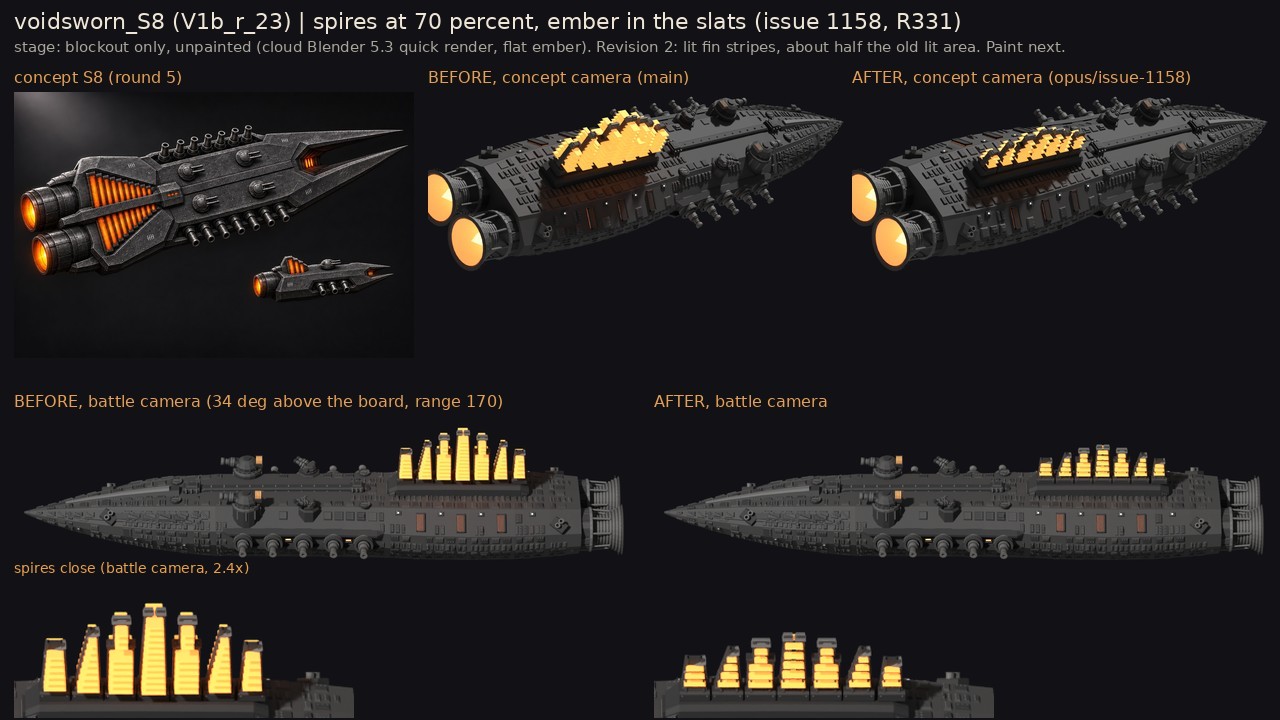 voidsworn_S8 (V1b_r_23) | spires at 70 percent, ember in the slats (issue 1158, R331)
stage: blockout only, unpainted (cloud Blender 5.3 quick render, flat ember). Revision 2: lit fin stripes, about half the old lit area. Paint next.
concept S8 (round 5)
BEFORE, concept camera (main)
AFTER, concept camera (opus/issue-1158)
BEFORE, battle camera (34 deg above the board, range 170)
AFTER, battle camera
spires close (battle camera, 2.4x)